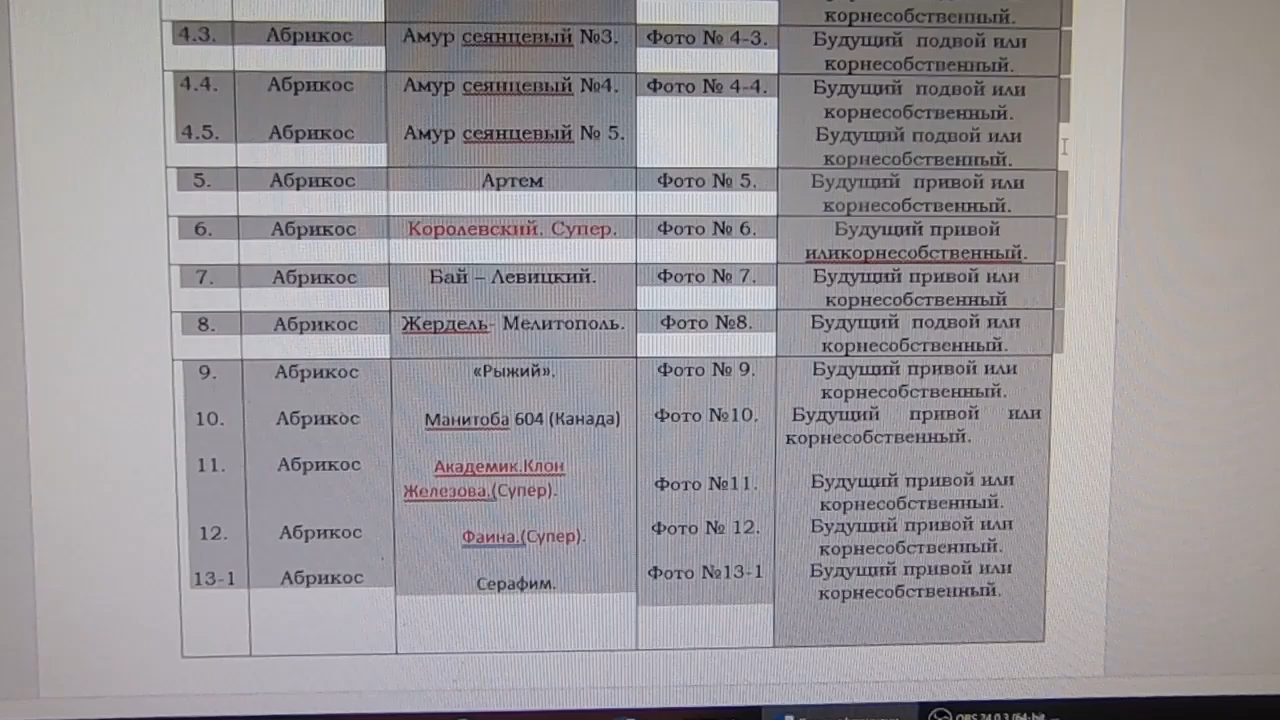 корнесобственный.
4.3. Абрикос Амур сеянцевый №3. Фото № 4-3. Будущий подвой или
корнесобственный.
4.4. Абрикос Амур сеянцевый №4. Фото № 4-4. Будущий подвой или
корнесобственный.
4.5. Абрикос Амур сеянцевый № 5. Будущий подвой или
корнесобственный.
5. Абрикос Артем Фото № 5. Будущий привой или
корнесобственный.
6. Абрикос Королевский. Супер. Фото № 6. Будущий привой
иликорнесобственный.
7. Абрикос Бай – Левицкий. Фото № 7. Будущий привой или
корнесобственный
8. Абрикос Жердель- Мелитополь. Фото №8. Будущий подвой или
корнесобственный.
9. Абрикос «Рыжий». Фото № 9. Будущий привой или
корнесобственный.
10. Абрикос Манитоба 604 (Канада) Фото №10. Будущий привой или
корнесобственный.
11. Абрикос Академик.Клон
Железова.(Супер). Фото №11. Будущий привой или
корнесобственный.
12. Абрикос Фаина.(Супер). Фото № 12. Будущий привой или
корнесобственный.
13-1 Абрикос Серафим. Фото №13-1 Будущий привой или
корнесобственный.